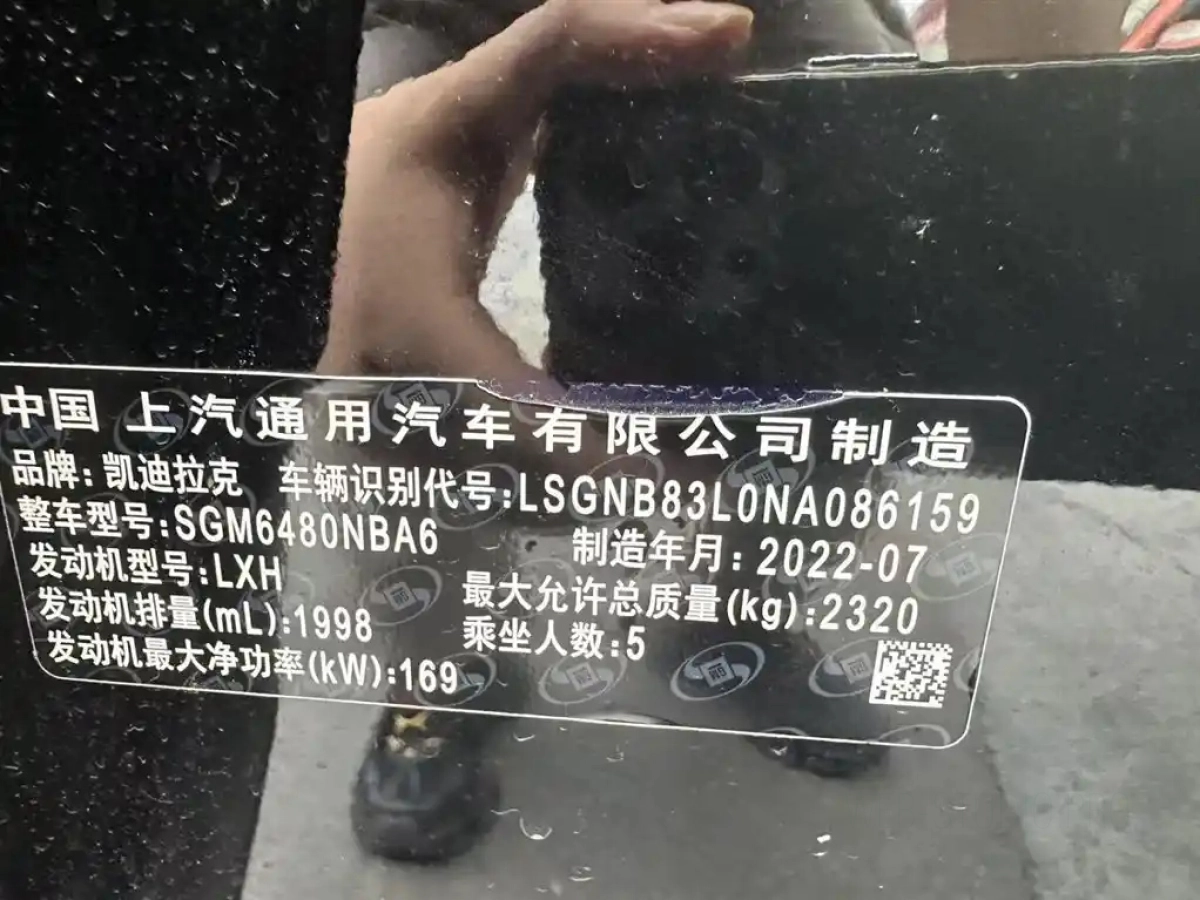 中国 上汽通用汽车有限公司制造
品牌:凯迪拉克 车辆识别代号:LSGNB83L0NA086159
整车型号:SGM6480NBA6 制造年月:2022-07
发动机型号:LXH 最大允许总质量(kg):2320
发动机排量(mL):1998 乘坐人数:5
发动机最大净功率(kW):169